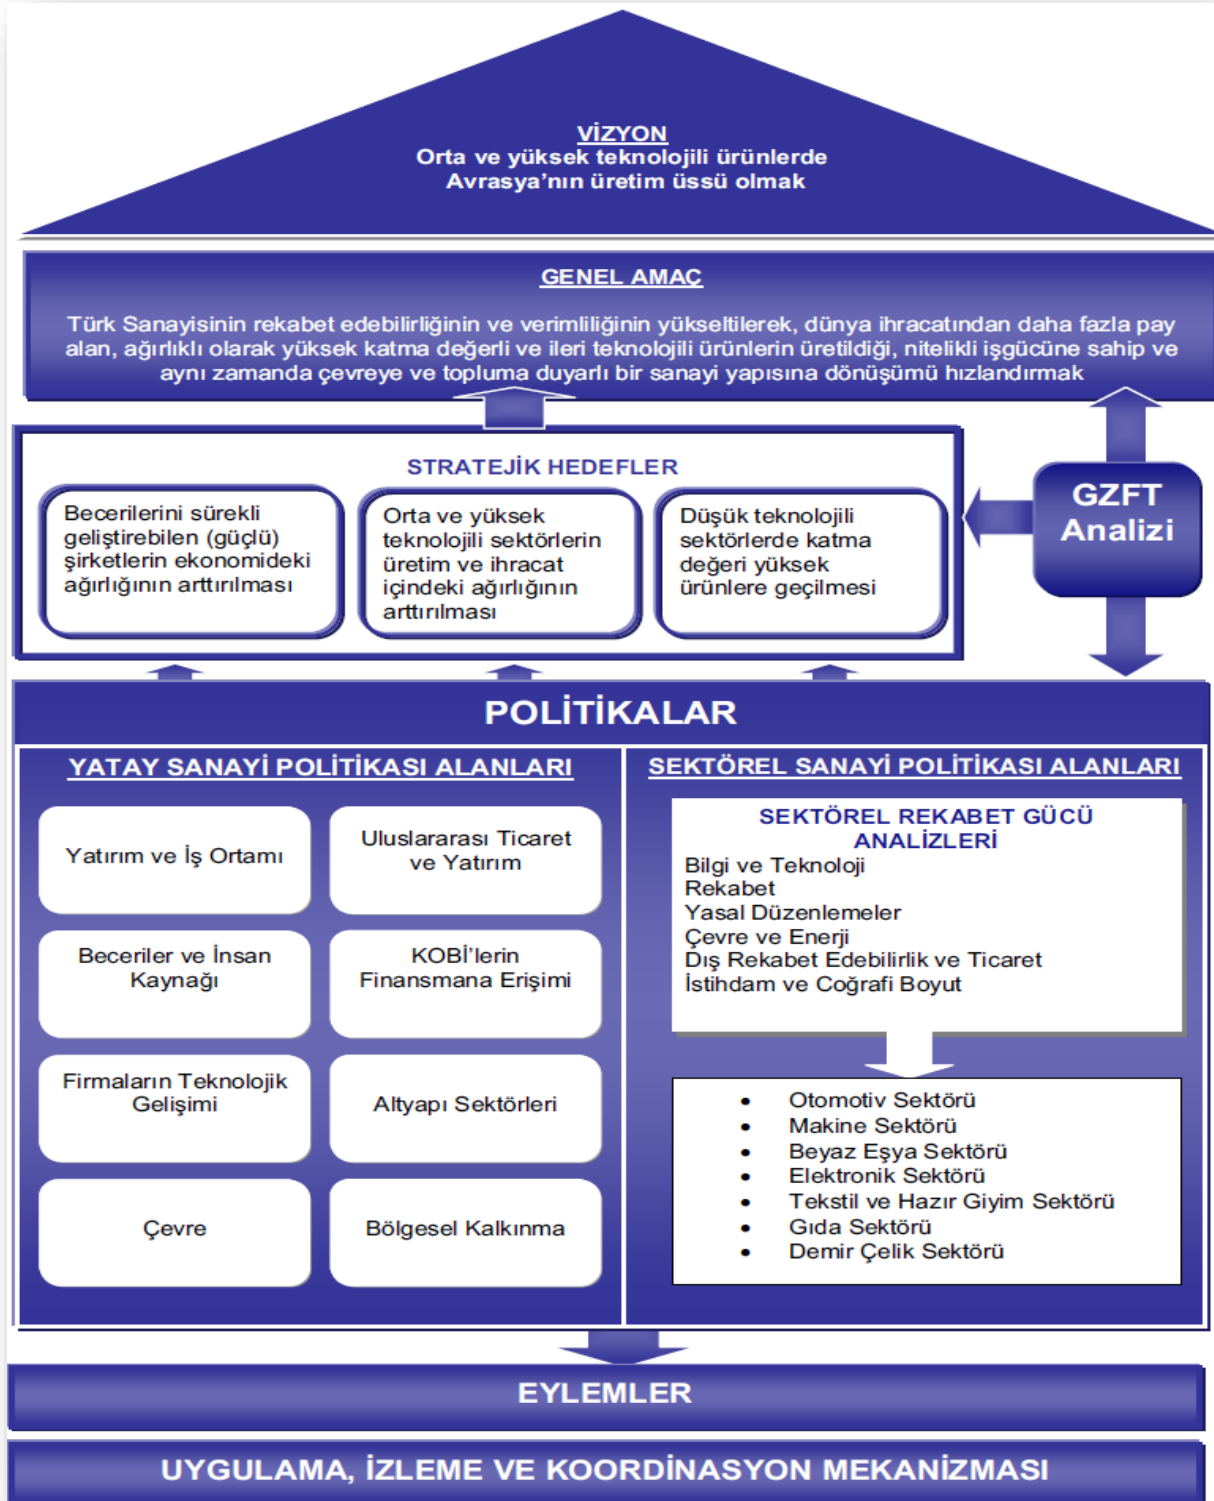 VİZYON
Orta ve yüksek teknolojili ürünlerde
Avrasya'nın üretim üssü olmak
GENEL AMAÇ
Türk Sanayisinin rekabet edebilirliğinin ve verimliliğinin yükseltilerek, dünya ihracatından daha fazla pay
alan, ağırlıklı olarak yüksek katma değerli ve ileri teknolojili ürünlerin üretildiği, nitelikli işgücüne sahip ve
aynı zamanda çevreye ve topluma duyarlı bir sanayi yapısına dönüşümü hızlandırmak
STRATEJİK HEDEFLER
Becerilerini sürekli
geliştirebilen (güçlü)
şirketlerin ekonomideki
ağırlığının arttırılması
Orta ve yüksek
teknolojili sektörlerin
üretim ve ihracat
içindeki ağırlığının
arttırılması
Düşük teknolojili
sektörlerde katma
değeri yüksek
ürünlere geçilmesi
GZFT
Analizi
POLİTİKALAR
YATAY SANAYİ POLİTİKASI ALANLARI
Yatırım ve İş Ortamı
Uluslararası Ticaret
ve Yatırım
Beceriler ve İnsan
Kaynağı
KOBİ'lerin
Finansmana Erişimi
Firmaların Teknolojik
Gelişimi
Altyapı Sektörleri
Çevre
Bölgesel Kalkınma
SEKTÖREL SANAYİ POLİTİKASI ALANLARI
SEKTÖREL REKABET GÜCÜ
ANALİZLERİ
Bilgi ve Teknoloji
Rekabet
Yasal Düzenlemeler
Çevre ve Enerji
Dış Rekabet Edebilirlik ve Ticaret
İstihdam ve Coğrafi Boyut
• Otomotiv Sektörü
• Makine Sektörü
• Beyaz Eşya Sektörü
• Elektronik Sektörü
• Tekstil ve Hazır Giyim Sektörü
• Gıda Sektörü
• Demir Çelik Sektörü
EYLEMLER
UYGULAMA, İZLEME VE KOORDİNASYON MEKANİZMASI